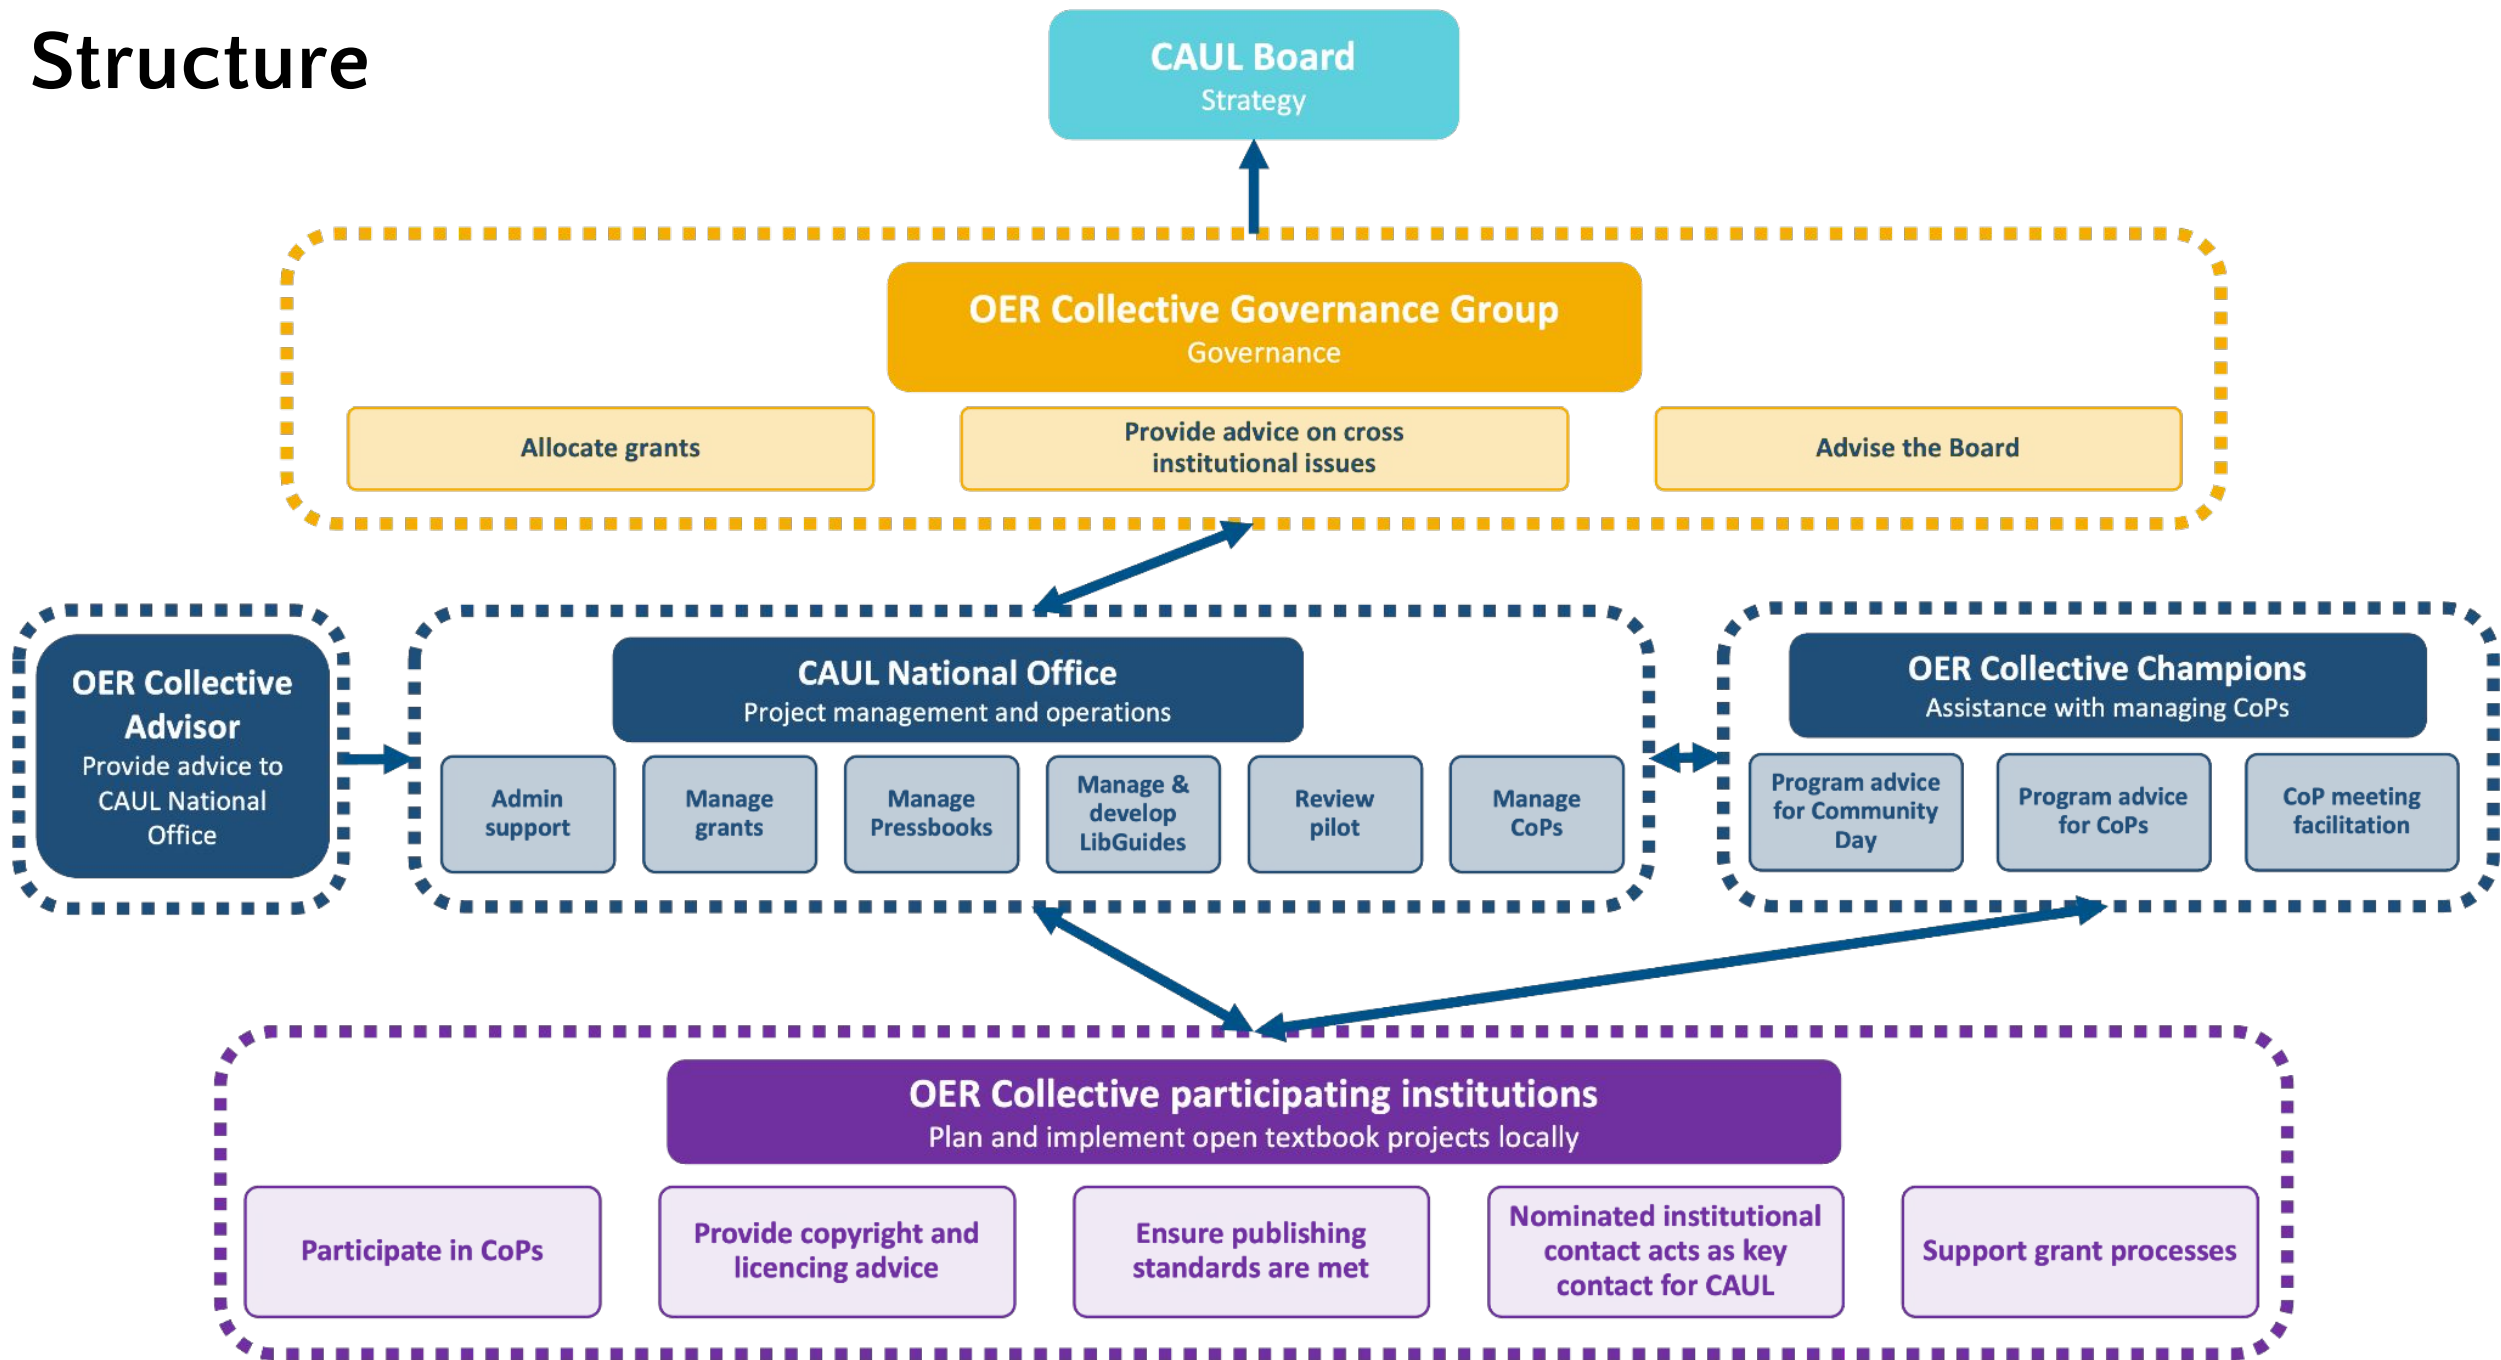 Structure
CAUL Board
Strategy
OER Collective Governance Group
Governance
Allocate grants
Provide advice on cross
institutional issues
Advise the Board
OER Collective
Advisor
Provide advice to
CAUL National
Office
CAUL National Office
Project management and operations
Admin
support
Manage
grants
Manage
Pressbooks
Manage &
develop
LibGuides
Review
pilot
Manage
CoPs
OER Collective Champions
Assistance with managing CoPs
Program advice
for Community
Day
Program advice
for CoPs
CoP meeting
facilitation
OER Collective participating institutions
Plan and implement open textbook projects locally
Participate in CoPs
Provide copyright and
licencing advice
Ensure publishing
standards are met
Nominated institutional
contact acts as key
contact for CAUL
Support grant processes